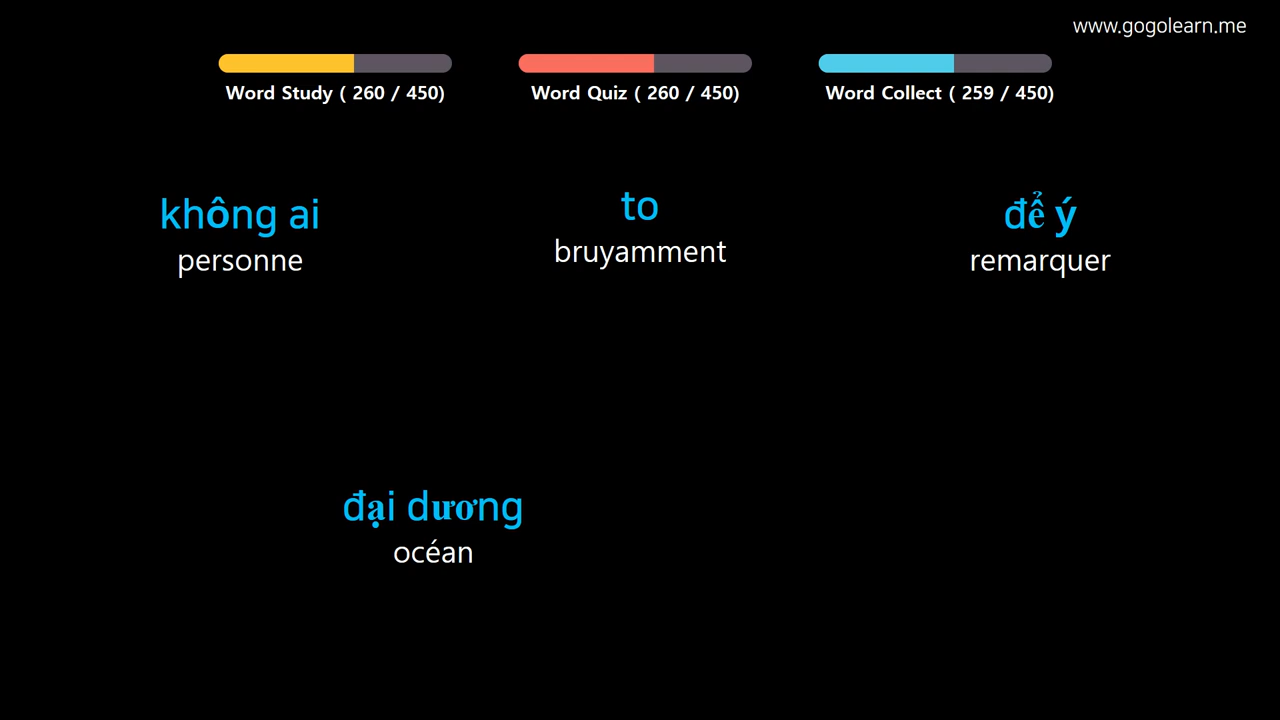 www.gogolearn.me
Word Study ( 260 / 450)
Word Quiz ( 260 / 450)
Word Collect ( 259 / 450)
không ai
personne
to
bruyamment
để ý
remarquer
đại dương
océan